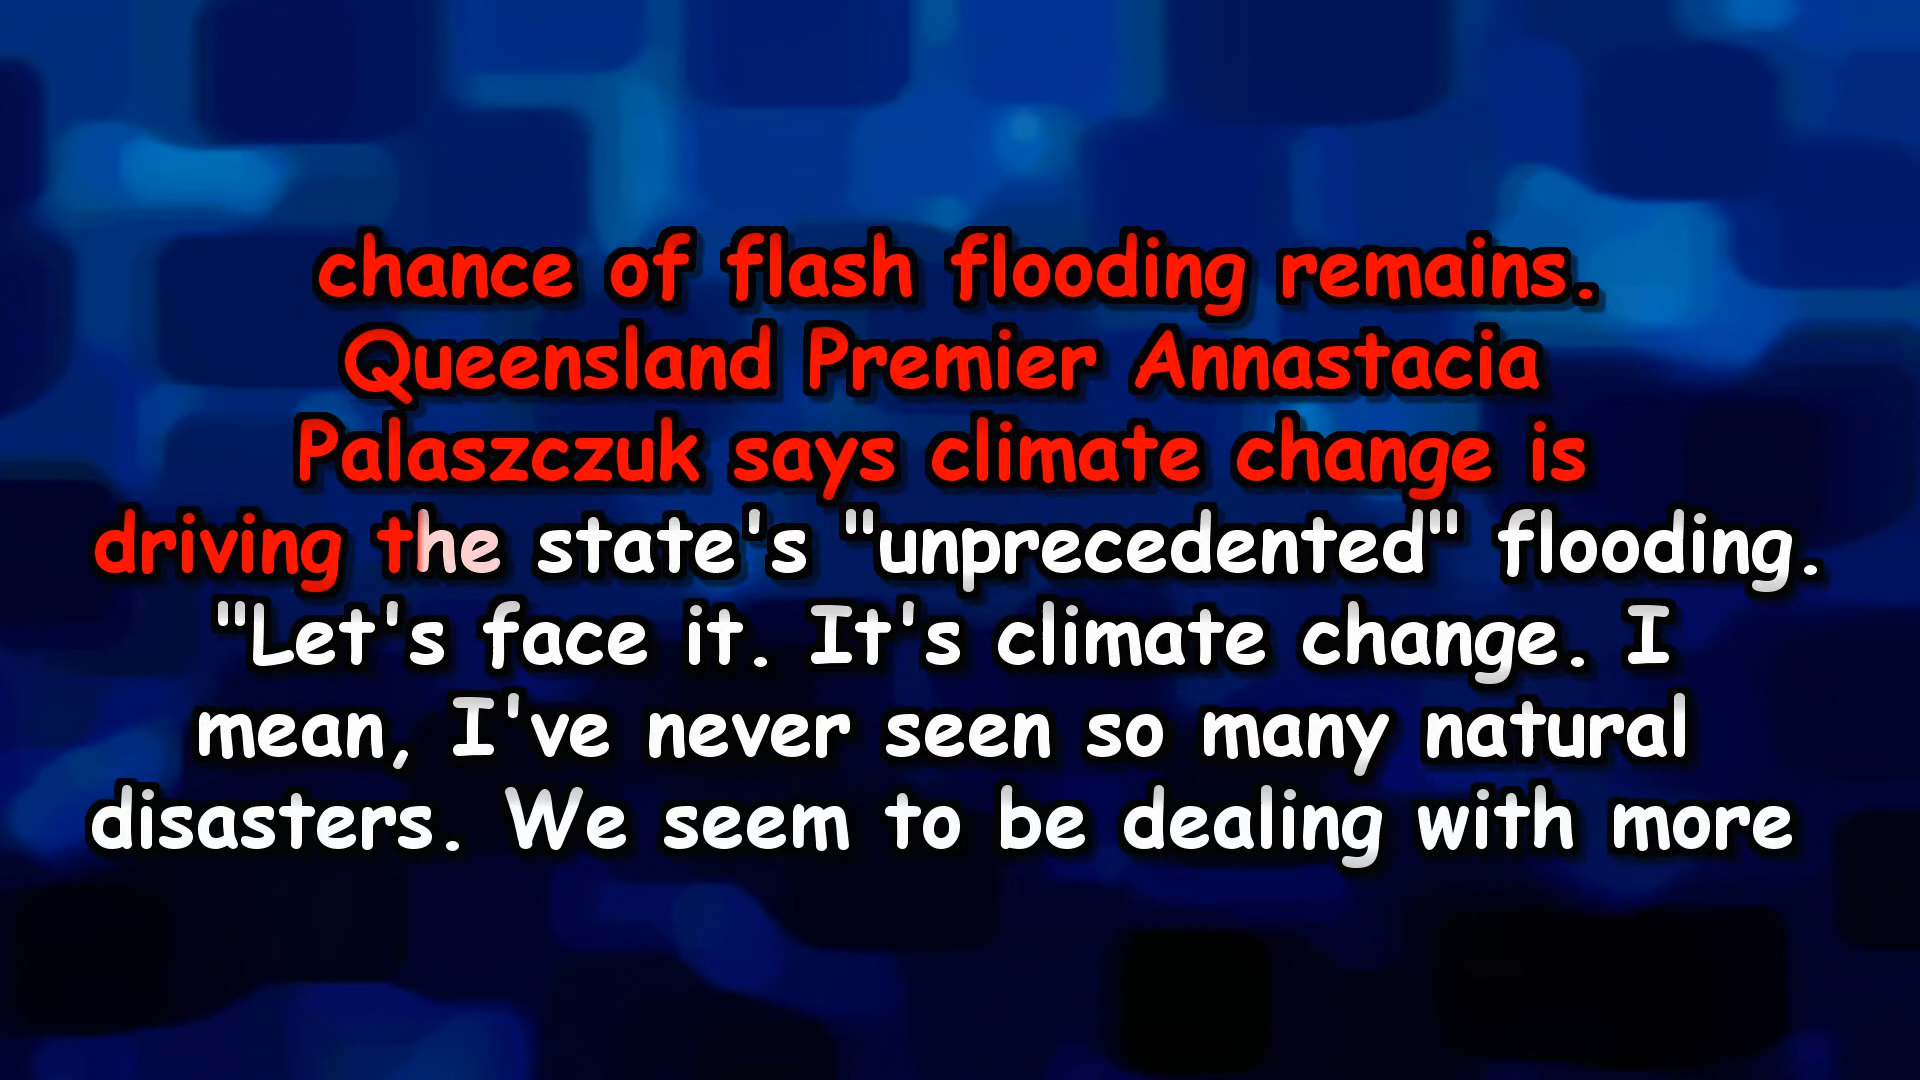 chance of flash flooding remains.
Queensland Premier Annastacia
Palaszczuk says climate change is
driving the state's "unprecedented" flooding.
"Let's face it. It's climate change. I
mean, I've never seen so many natural
disasters. We seem to be dealing with more